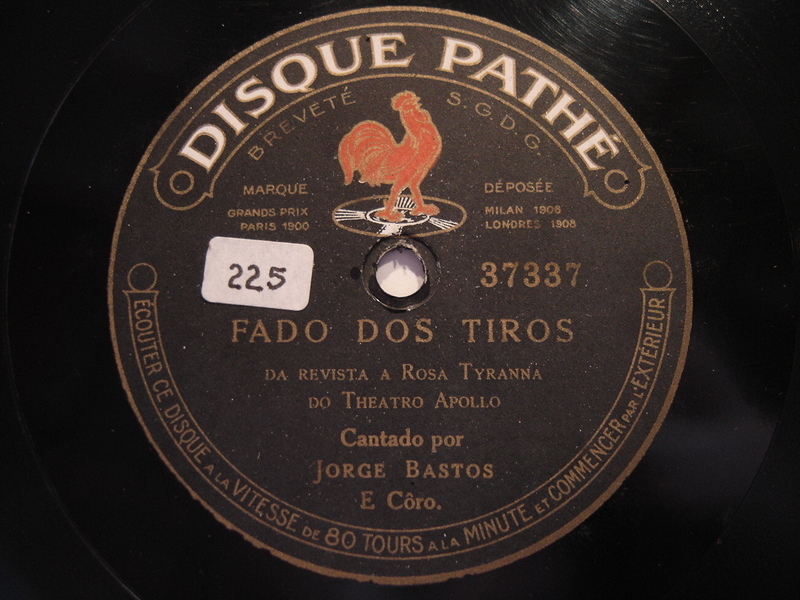 DISQUE PATHÉ
BREVETÉ S.G.D.G.
MARQUE DÉPOSÉE
GRANDS PRIX
PARIS 1900
MILAN 1906
LONDRES 1908
225
37337
FADO DOS TIROS
DA REVISTA A ROSA TYRANNA
DO THEATRO APOLLO
Cantado por
JORGE BASTOS
E Côro.
ÉCOUTER CE DISQUE A LA VITESSE DE 80 TOURS A LA MINUTE ET COMMENCER PAR L'EXTÉRIEUR